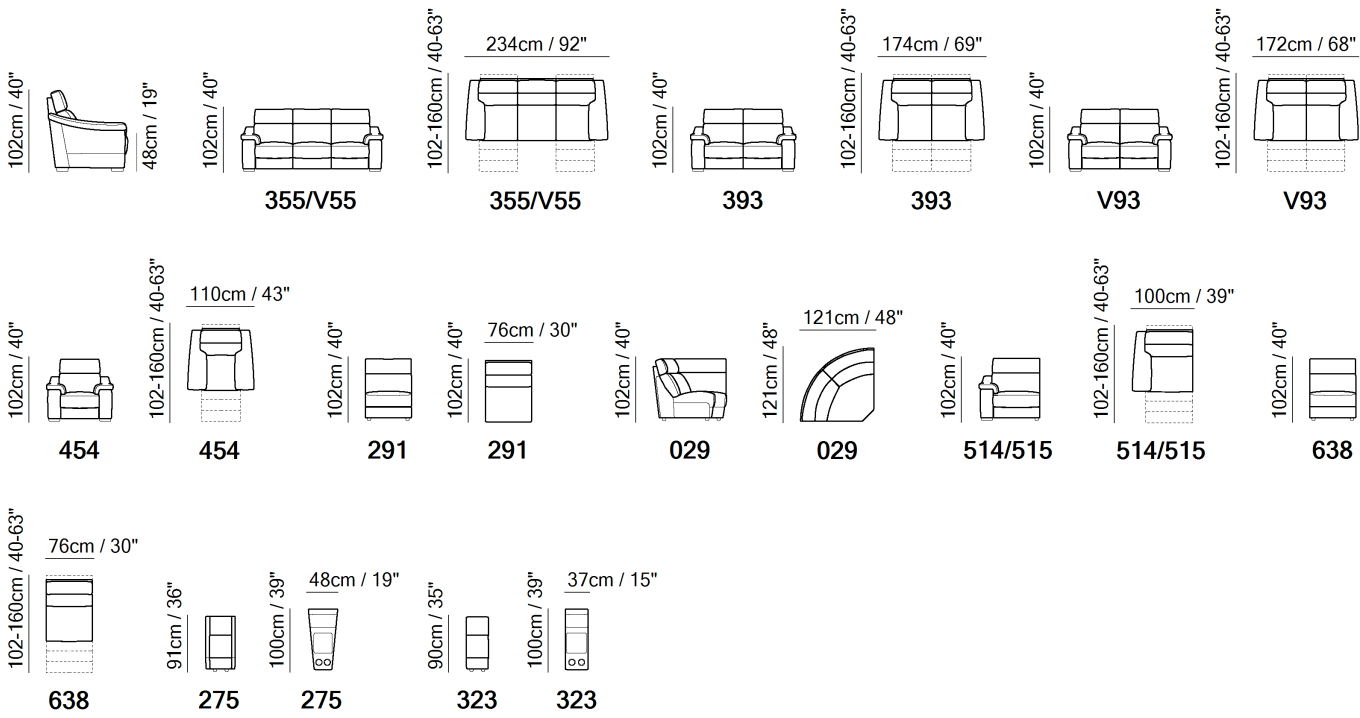 102cm / 40"
48cm / 19"
102cm / 40"
355/V55
102-160cm / 40-63"
234cm / 92"
355/V55
102cm / 40"
393
102-160cm / 40-63"
174cm / 69"
393
102cm / 40"
V93
102-160cm / 40-63"
172cm / 68"
V93
102cm / 40"
454
102-160cm / 40-63"
110cm / 43"
454
102cm / 40"
291
102cm / 40"
76cm / 30"
291
102cm / 40"
029
121cm / 48"
121cm / 48"
029
102cm / 40"
514/515
102-160cm / 40-63"
100cm / 39"
514/515
102cm / 40"
638
102-160cm / 40-63"
76cm / 30"
638
91cm / 36"
275
100cm / 39"
48cm / 19"
275
90cm / 35"
323
100cm / 39"
37cm / 15"
323